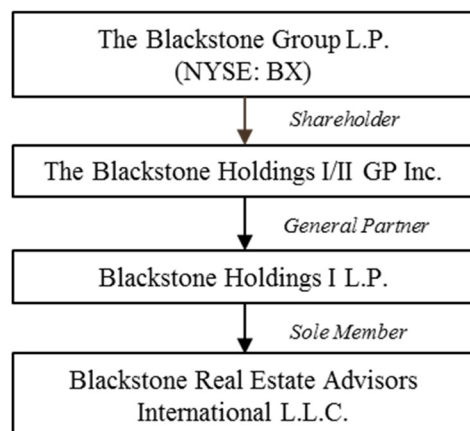 The Blackstone Group L.P.
(NYSE: BX)
Shareholder
The Blackstone Holdings I/II GP Inc.
General Partner
Blackstone Holdings I L.P.
Sole Member
Blackstone Real Estate Advisors
International L.L.C.